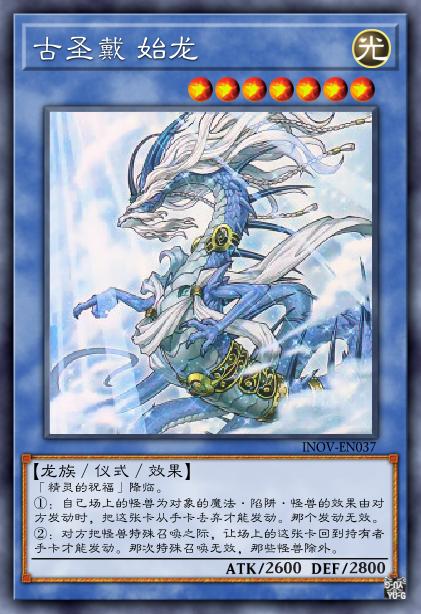 古圣戴 始龙
光
INOV-EN037
【龙族／仪式／效果】
「精灵的祝福」降临。
①：自己场上的怪兽为对象的魔法·陷阱·怪兽的效果由对
方发动时，把这张卡从手卡丢弃才能发动。那个发动无效。
②：对方把怪兽特殊召唤之际，让场上的这张卡回到持有者
手卡才能发动。那次特殊召唤无效，那些怪兽除外。
ATK/2600 DEF/2800